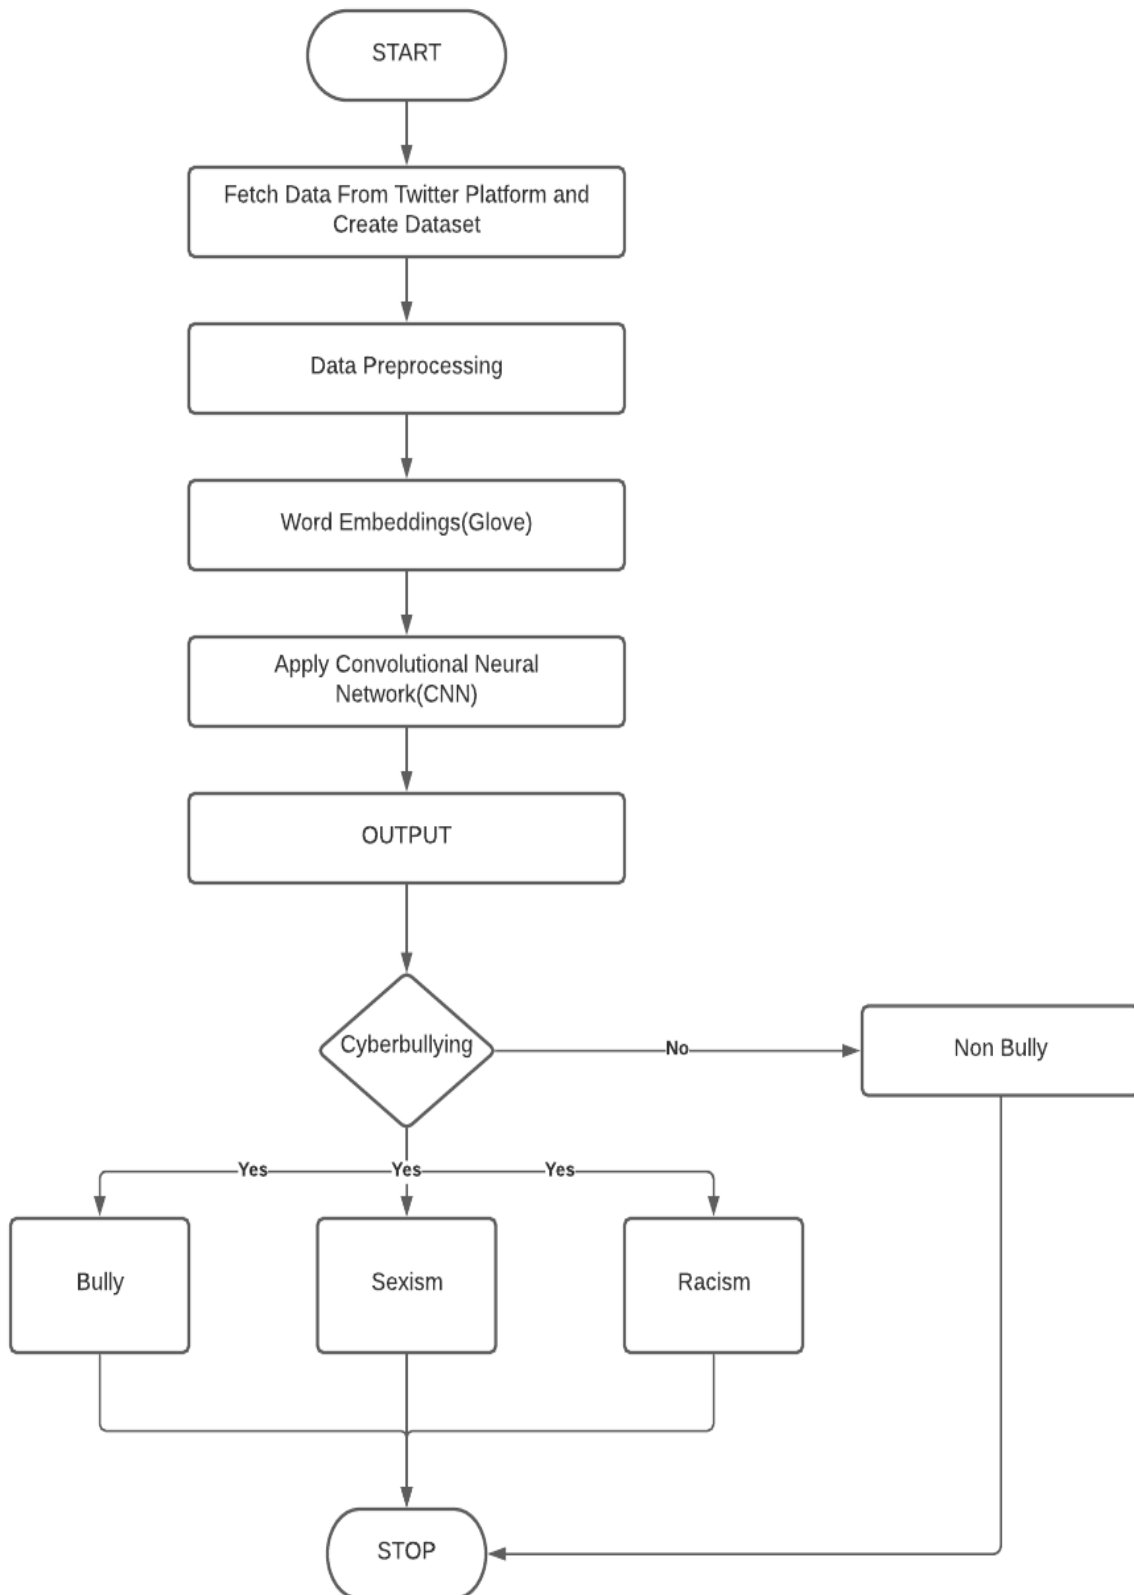 START
Fetch Data From Twitter Platform and
Create Dataset
Data Preprocessing
Word Embeddings(Glove)
Apply Convolutional Neural
Network(CNN)
OUTPUT
Cyberbullying
No
Non Bully
Yes
Yes
Yes
Bully
Sexism
Racism
STOP